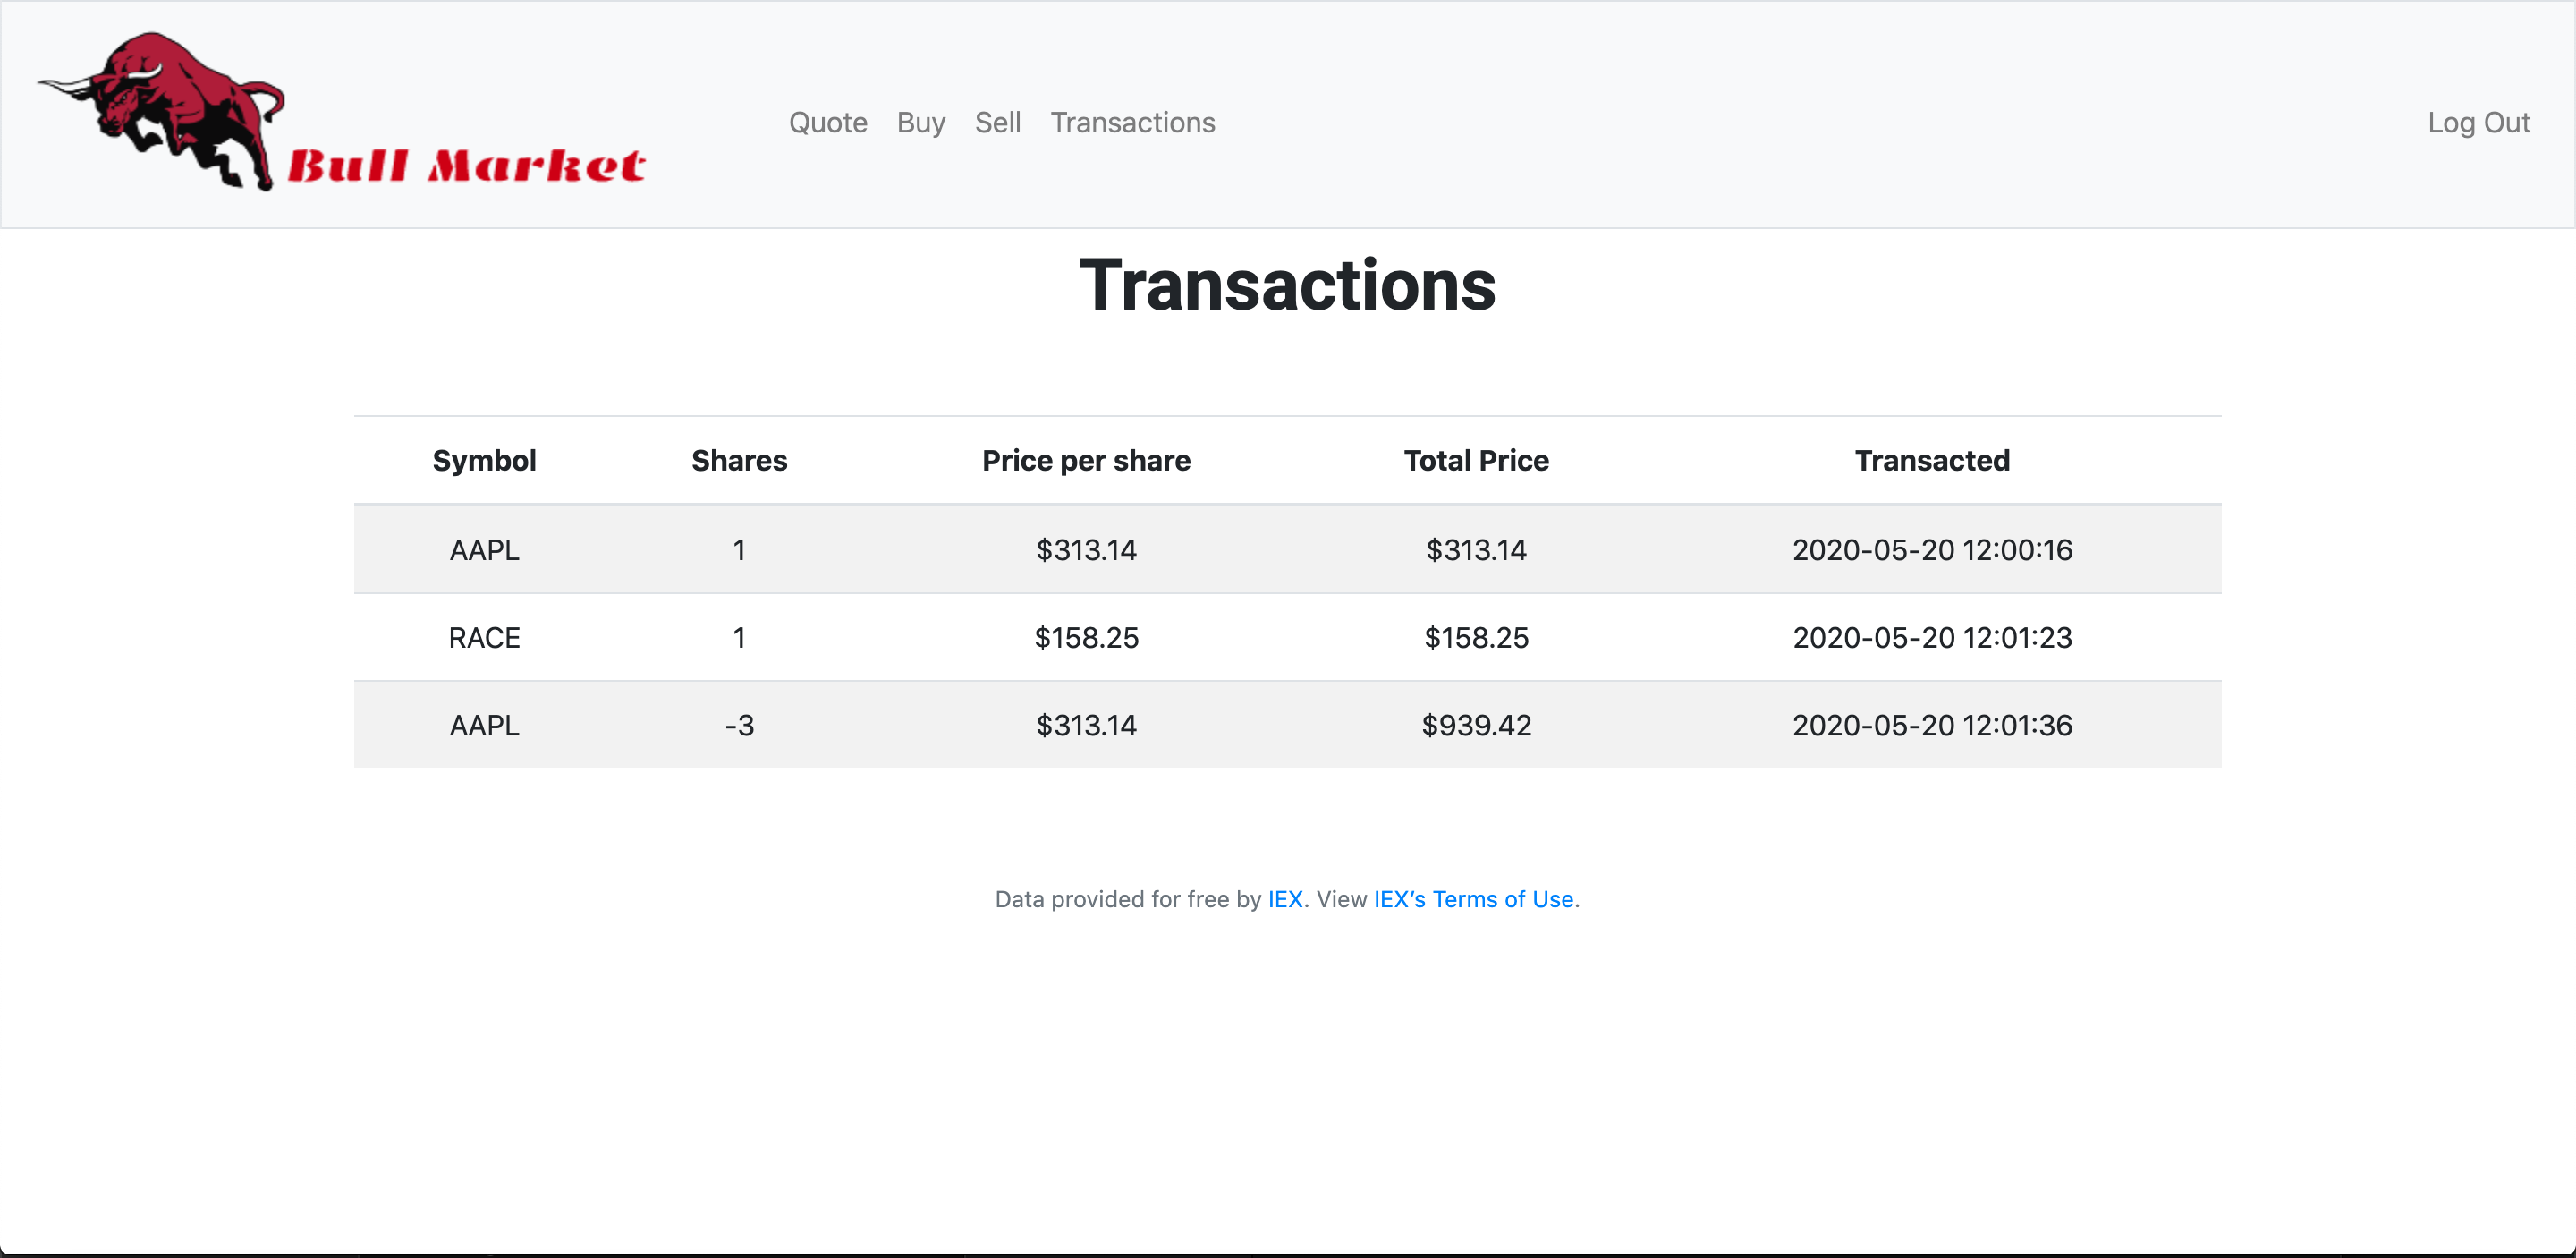 Bull Market
Quote Buy Sell Transactions Log Out
Transactions
Symbol Shares Price per share Total Price Transacted
AAPL 1 $313.14 $313.14 2020-05-20 12:00:16
RACE 1 $158.25 $158.25 2020-05-20 12:01:23
AAPL -3 $313.14 $939.42 2020-05-20 12:01:36
Data provided for free by IEX. View IEX’s Terms of Use.